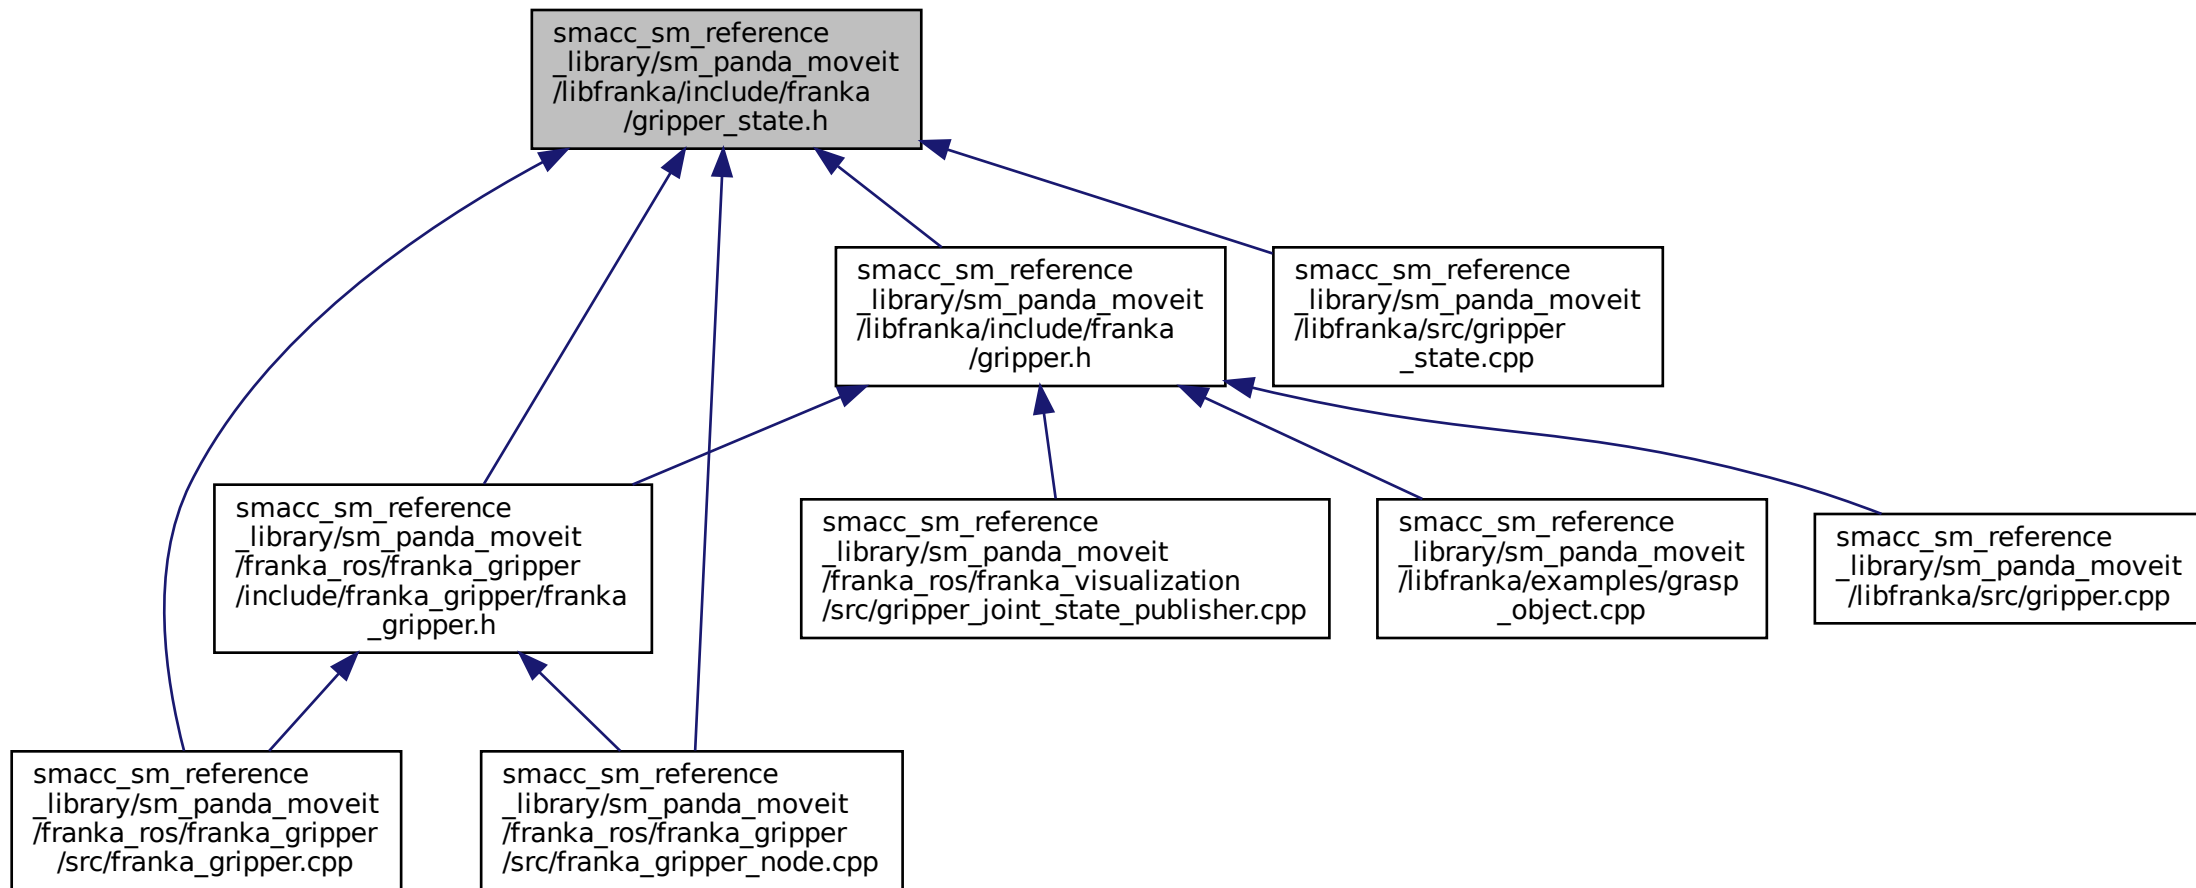 smacc_sm_reference
_library/sm_panda_moveit
/libfranka/include/franka
/gripper_state.h
smacc_sm_reference
_library/sm_panda_moveit
/libfranka/include/franka
/gripper.h
smacc_sm_reference
_library/sm_panda_moveit
/libfranka/src/gripper
_state.cpp
smacc_sm_reference
_library/sm_panda_moveit
/franka_ros/franka_gripper
/include/franka_gripper/franka
_gripper.h
smacc_sm_reference
_library/sm_panda_moveit
/franka_ros/franka_visualization
/src/gripper_joint_state_publisher.cpp
smacc_sm_reference
_library/sm_panda_moveit
/libfranka/examples/grasp
_object.cpp
smacc_sm_reference
_library/sm_panda_moveit
/libfranka/src/gripper.cpp
smacc_sm_reference
_library/sm_panda_moveit
/franka_ros/franka_gripper
/src/franka_gripper.cpp
smacc_sm_reference
_library/sm_panda_moveit
/franka_ros/franka_gripper
/src/franka_gripper_node.cpp